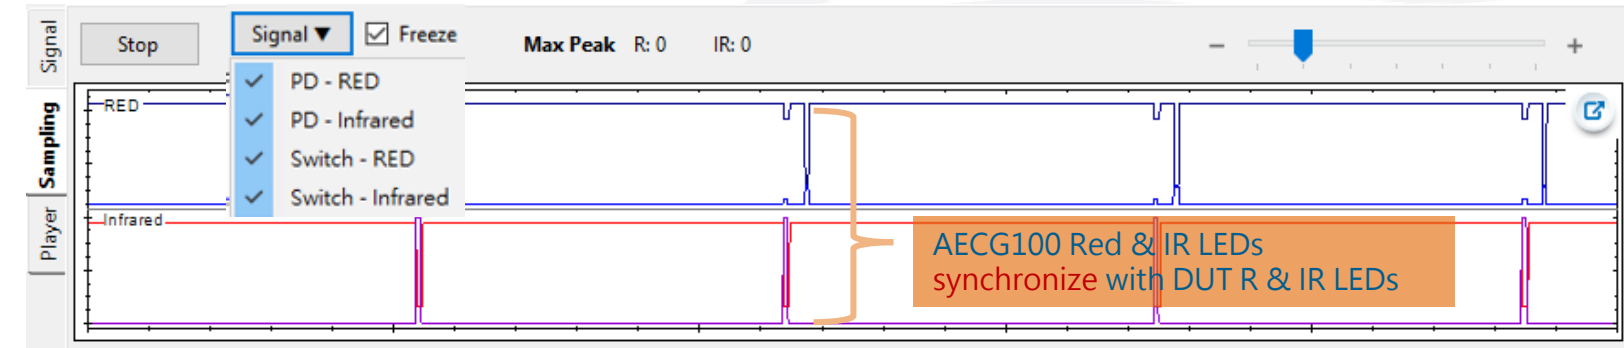 Signal
Sampling
Player
Stop
Signal ▼
Freeze
Max Peak R: 0 IR: 0
− +
PD - RED
PD - Infrared
Switch - RED
Switch - Infrared
RED
Infrared
AECG100 Red & IR LEDs
synchronize with DUT R & IR LEDs